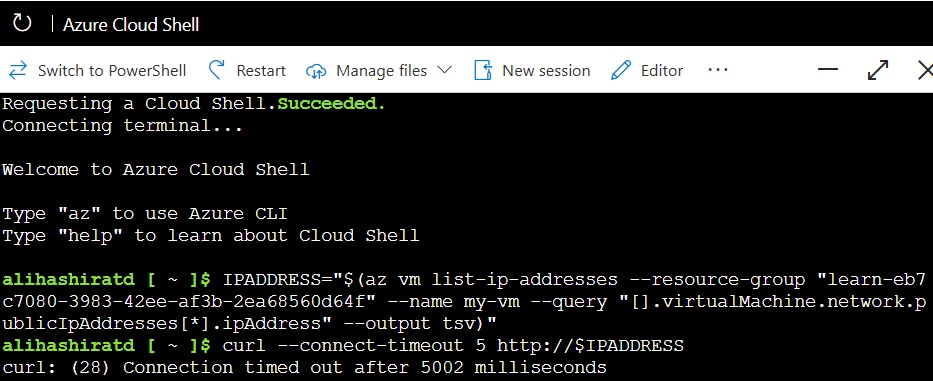 Azure Cloud Shell
Switch to PowerShell Restart Manage files New session Editor ...
Requesting a Cloud Shell.Succeeded.
Connecting terminal...
Welcome to Azure Cloud Shell
Type "az" to use Azure CLI
Type "help" to learn about Cloud Shell
alihashiratd [ ~ ]$ IPADDRESS="$(az vm list-ip-addresses --resource-group "learn-eb7
c7080-3983-42ee-af3b-2ea68560d64f" --name my-vm --query "[].virtualMachine.network.p
ublicIpAddresses[*].ipAddress" --output tsv)"
alihashiratd [ ~ ]$ curl --connect-timeout 5 http://$IPADDRESS
curl: (28) Connection timed out after 5002 milliseconds